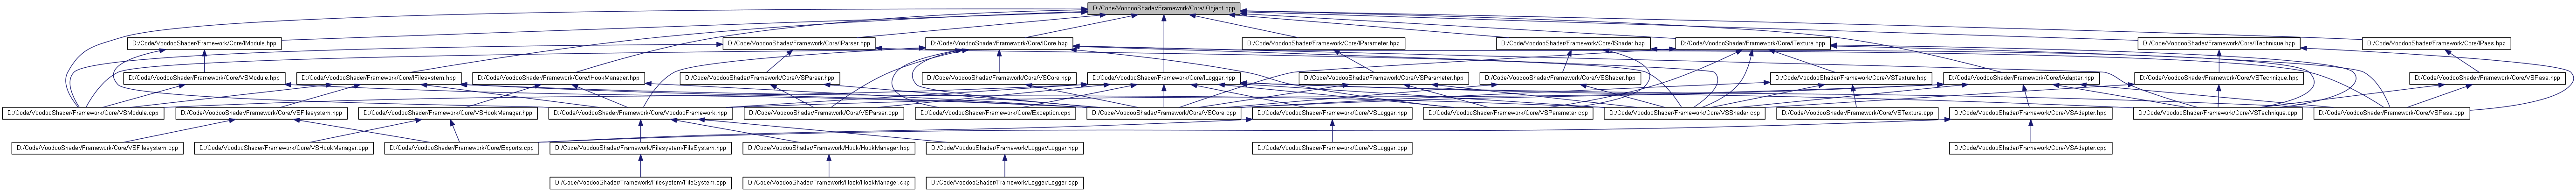 D:/Code/VoodooShader/Framework/Core/IObject.hpp
D:/Code/VoodooShader/Framework/Core/IModule.hpp
D:/Code/VoodooShader/Framework/Core/IParser.hpp
D:/Code/VoodooShader/Framework/Core/ICore.hpp
D:/Code/VoodooShader/Framework/Core/IParameter.hpp
D:/Code/VoodooShader/Framework/Core/IShader.hpp
D:/Code/VoodooShader/Framework/Core/ITexture.hpp
D:/Code/VoodooShader/Framework/Core/ITechnique.hpp
D:/Code/VoodooShader/Framework/Core/IPass.hpp
D:/Code/VoodooShader/Framework/Core/VSModule.hpp
D:/Code/VoodooShader/Framework/Core/IFilesystem.hpp
D:/Code/VoodooShader/Framework/Core/IHookManager.hpp
D:/Code/VoodooShader/Framework/Core/VSParser.hpp
D:/Code/VoodooShader/Framework/Core/VSCore.hpp
D:/Code/VoodooShader/Framework/Core/ILogger.hpp
D:/Code/VoodooShader/Framework/Core/VSParameter.hpp
D:/Code/VoodooShader/Framework/Core/VSShader.hpp
D:/Code/VoodooShader/Framework/Core/VSTexture.hpp
D:/Code/VoodooShader/Framework/Core/IAdapter.hpp
D:/Code/VoodooShader/Framework/Core/VSTechnique.hpp
D:/Code/VoodooShader/Framework/Core/VSPass.hpp
D:/Code/VoodooShader/Framework/Core/VSModule.cpp
D:/Code/VoodooShader/Framework/Core/VSFilesystem.hpp
D:/Code/VoodooShader/Framework/Core/VSHookManager.hpp
D:/Code/VoodooShader/Framework/Core/VoodooFramework.hpp
D:/Code/VoodooShader/Framework/Core/VSParser.cpp
D:/Code/VoodooShader/Framework/Core/Exception.cpp
D:/Code/VoodooShader/Framework/Core/VSCore.cpp
D:/Code/VoodooShader/Framework/Core/VSLogger.hpp
D:/Code/VoodooShader/Framework/Core/VSParameter.cpp
D:/Code/VoodooShader/Framework/Core/VSShader.cpp
D:/Code/VoodooShader/Framework/Core/VSTexture.cpp
D:/Code/VoodooShader/Framework/Core/VSAdapter.hpp
D:/Code/VoodooShader/Framework/Core/VSTechnique.cpp
D:/Code/VoodooShader/Framework/Core/VSPass.cpp
D:/Code/VoodooShader/Framework/Core/VSFilesystem.cpp
D:/Code/VoodooShader/Framework/Core/VSHookManager.cpp
D:/Code/VoodooShader/Framework/Core/Exports.cpp
D:/Code/VoodooShader/Framework/Filesystem/FileSystem.hpp
D:/Code/VoodooShader/Framework/Hook/HookManager.hpp
D:/Code/VoodooShader/Framework/Logger/Logger.hpp
D:/Code/VoodooShader/Framework/Core/VSLogger.cpp
D:/Code/VoodooShader/Framework/Core/VSAdapter.cpp
D:/Code/VoodooShader/Framework/Filesystem/FileSystem.cpp
D:/Code/VoodooShader/Framework/Hook/HookManager.cpp
D:/Code/VoodooShader/Framework/Logger/Logger.cpp